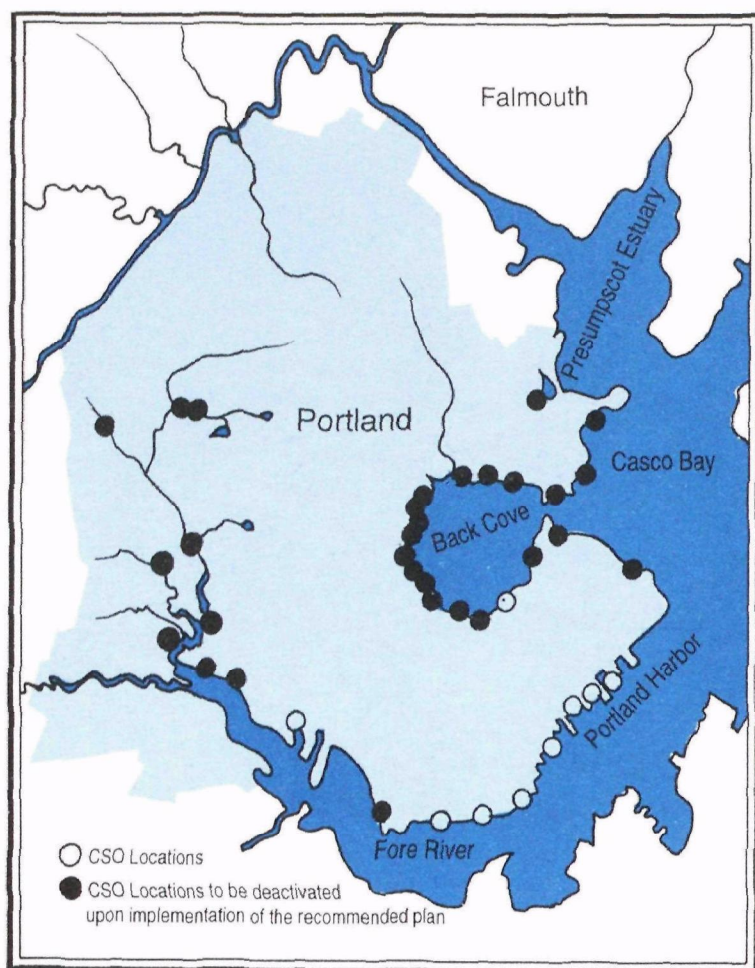 Falmouth
Presumpscot Estuary
Portland
Casco Bay
Back Cove
Portland Harbor
Fore River
CSO Locations
CSO Locations to be deactivated
upon implementation of the recommended plan